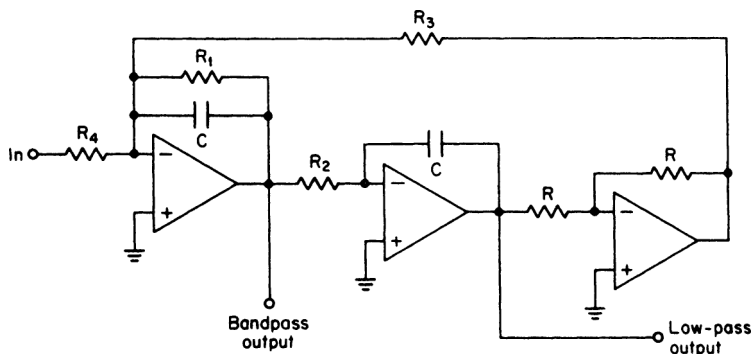 R3
R1
C
R4
In
−
+
R2
C
−
+
R
R
−
+
Bandpass
output
Low-pass
output